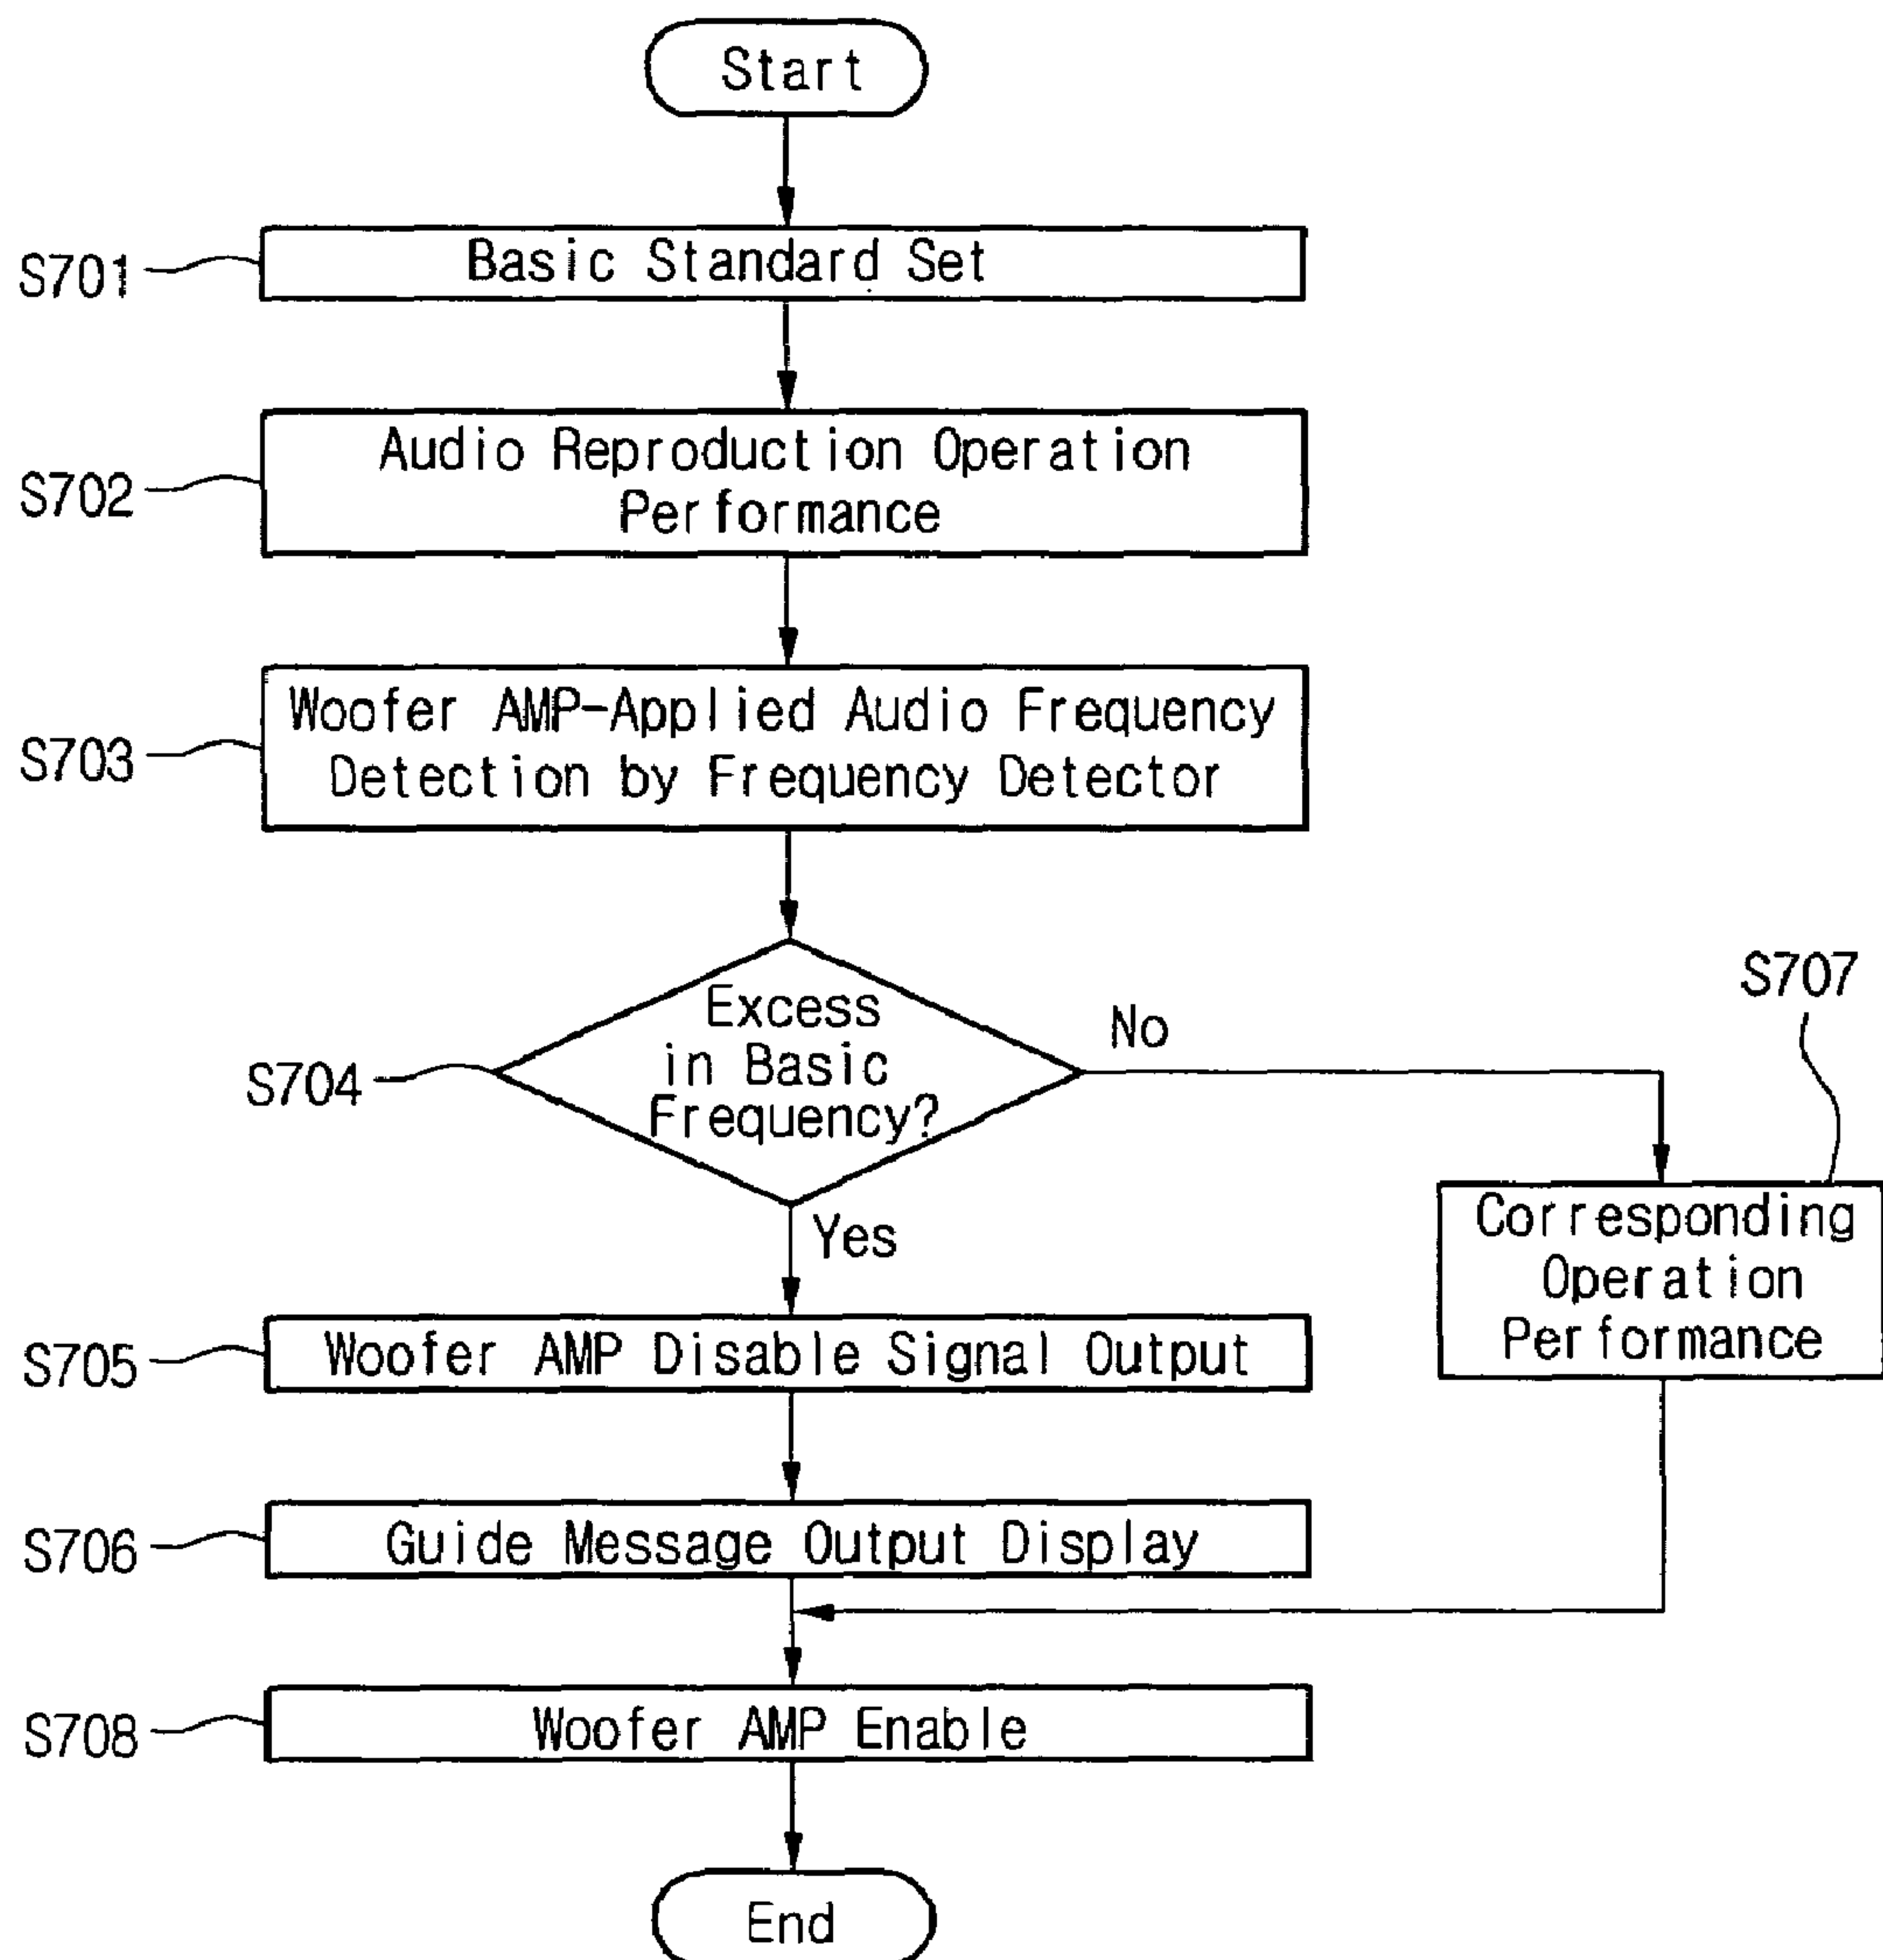 Start
S701
Basic Standard Set
S702
Audio Reproduction Operation
Performance
S703
Woofer AMP-Applied Audio Frequency
Detection by Frequency Detector
S704
Excess
in Basic
Frequency?
No
S707
Yes
Corresponding
Operation
Performance
S705
Woofer AMP Disable Signal Output
S706
Guide Message Output Display
S708
Woofer AMP Enable
End